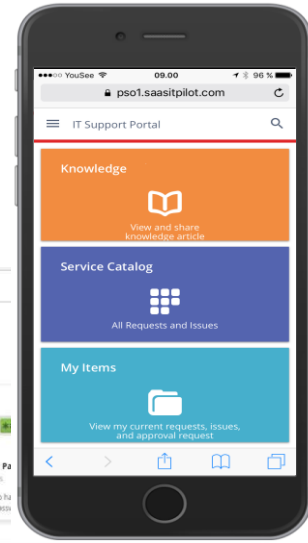 YouSee 09.00 96 %
pso1.saasitpilot.com
IT Support Portal
Knowledge
View and share
knowledge article
Service Catalog
All Requests and Issues
My Items
View my current requests, issues,
and approval request
Pa